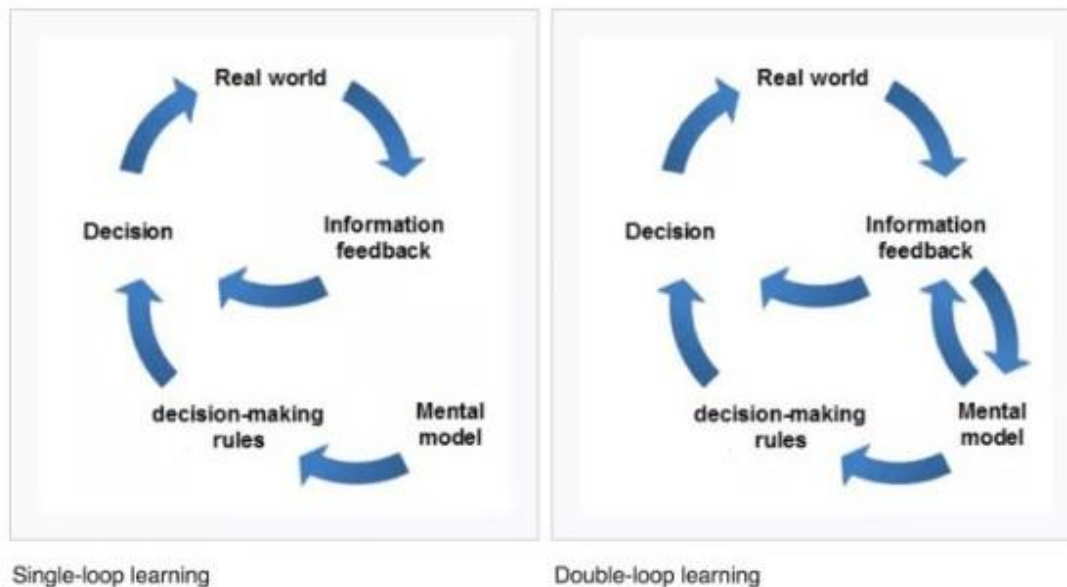 Real world
Decision
Information
feedback
decision-making
rules
Mental
model
Single-loop learning
Real world
Decision
Information
feedback
decision-making
rules
Mental
model
Double-loop learning